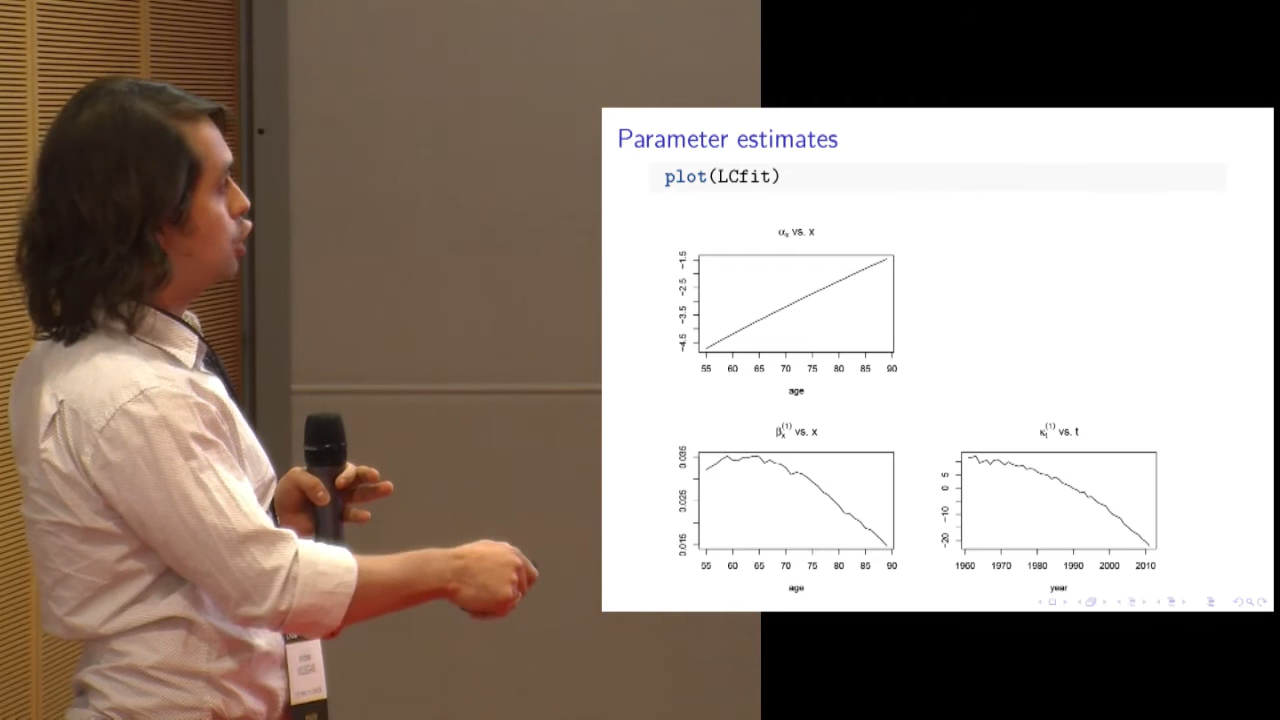 Parameter estimates
plot(LCfit)
αₓ vs. x
−1.5
−2.5
−3.5
−4.5
55 60 65 70 75 80 85 90
age
βₓ⁽¹⁾ vs. x
0.035
0.025
0.015
55 60 65 70 75 80 85 90
age
κₜ⁽¹⁾ vs. t
5
0
−10
−20
1960 1970 1980 1990 2000 2010
year